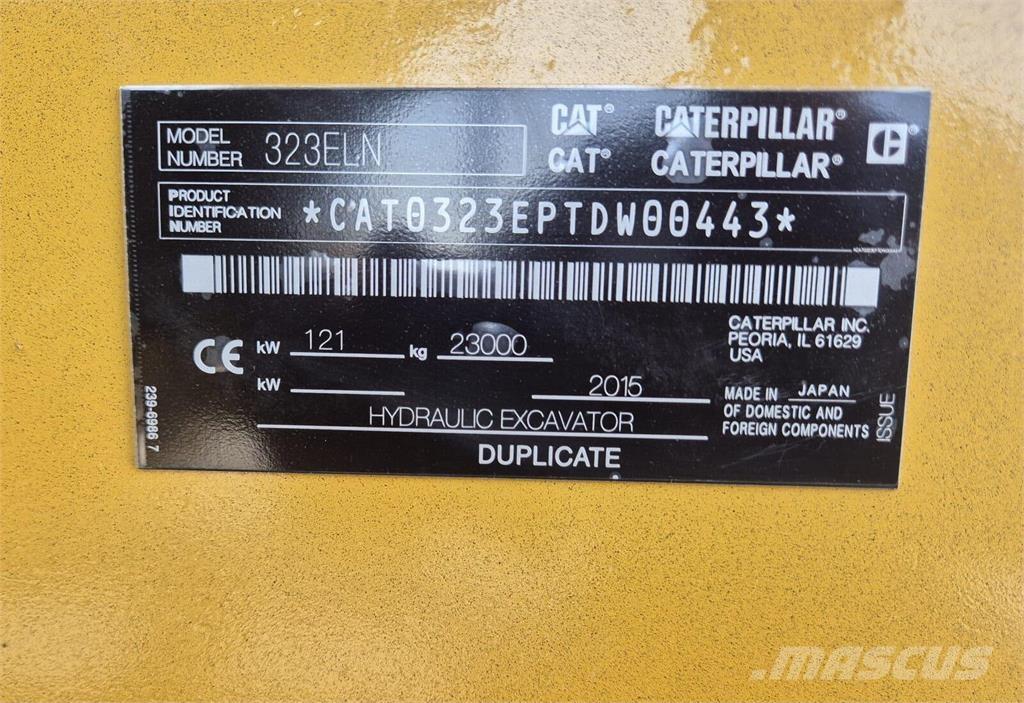 MODEL NUMBER 323ELN
CAT® CATERPILLAR®
CAT® CATERPILLAR®
PRODUCT
IDENTIFICATION
NUMBER
*CAT0323EPTDW00443*
CE kW 121 kg 23000
kW 2015
HYDRAULIC EXCAVATOR
DUPLICATE
CATERPILLAR INC.
PEORIA, IL 61629
USA
MADE IN JAPAN
OF DOMESTIC AND
FOREIGN COMPONENTS
ISSUE
239-6986 7
mascus